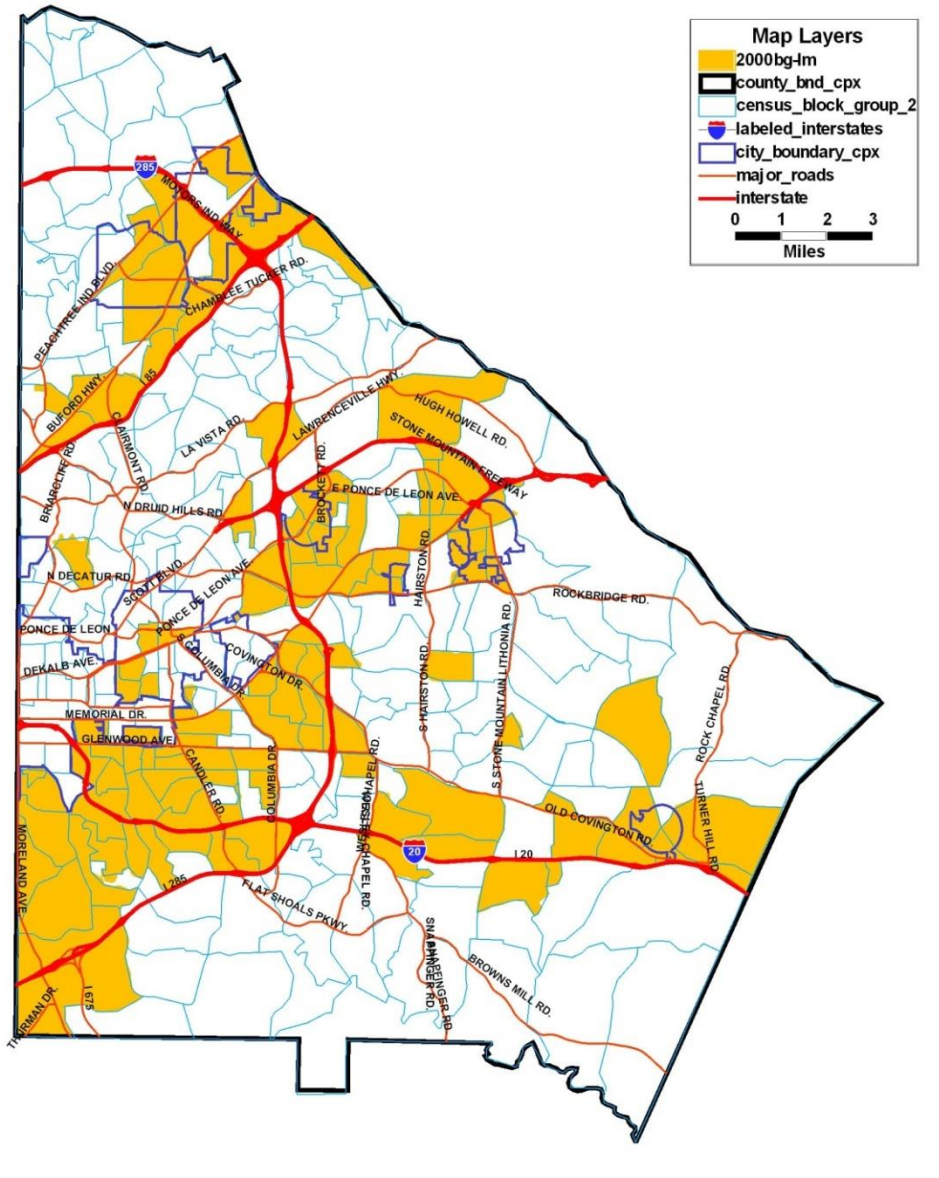 Map Layers
2000bg-lm
county_bnd_cpx
census_block_group_2
labeled_interstates
city_boundary_cpx
major_roads
interstate
0 1 2 3
Miles
285
MOTORS IND WAY
CHAMBLEE TUCKER RD.
PEACHTREE IND BLVD.
I 85
BUFORD HWY.
LAWRENCEVILLE HWY.
HUGH HOWELL RD.
LA VISTA RD.
STONE MOUNTAIN FREEWAY
BRIARCLIFF RD
BROCKETT RD.
E PONCE DE LEON AVE.
N DRUID HILLS RD
HAIRSTON RD.
N DECATUR RD.
SCOTT BLVD.
PONCE DE LEON AVE.
ROCKBRIDGE RD.
PONCE DE LEON
S COLUMBIA DR.
COVINGTON DR.
DEKALB AVE.
S HAIRSTON RD.
S STONE MOUNTAIN LITHONIA RD.
ROCK CHAPEL RD.
MEMORIAL DR.
GLENWOOD AVE.
CANDLER RD.
COLUMBIA DR
TURNER HILL RD.
OLD COVINGTON RD.
MORELAND AVE.
20
I 20
I 285
FLAT SHOALS PKWY.
BROWNS MILL RD.
I 675